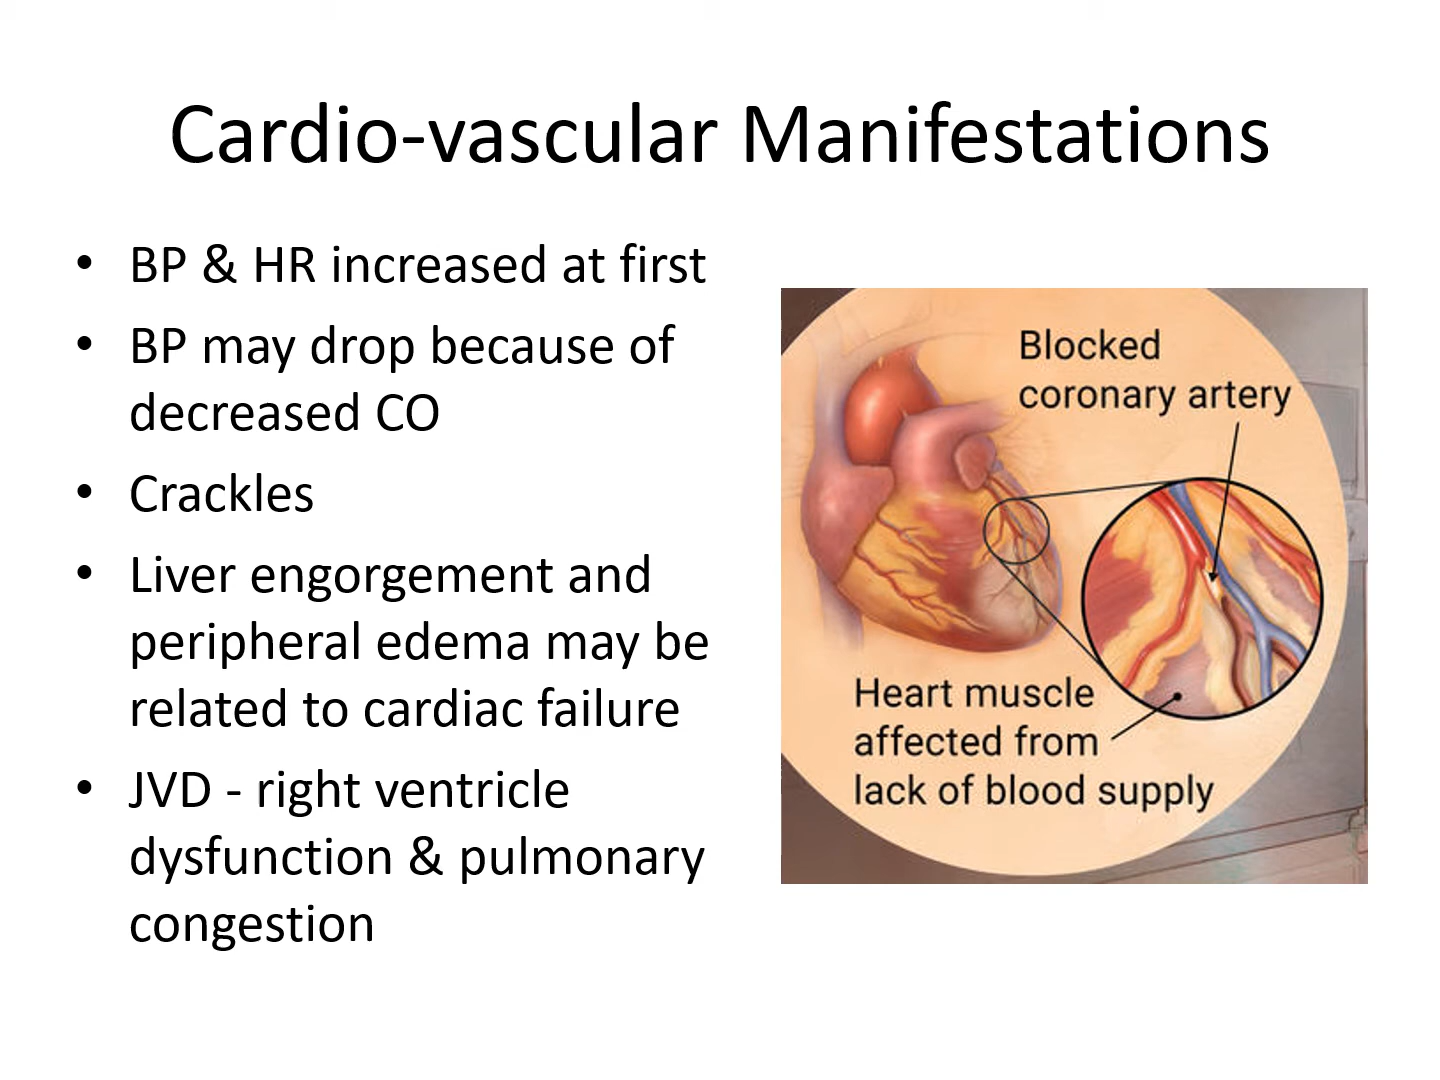 Cardio-vascular Manifestations
• BP & HR increased at first
• BP may drop because of
decreased CO
• Crackles
• Liver engorgement and
peripheral edema may be
related to cardiac failure
• JVD - right ventricle
dysfunction & pulmonary
congestion
Blocked
coronary artery
Heart muscle
affected from
lack of blood supply